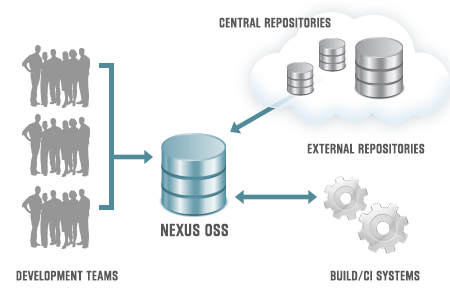 CENTRAL REPOSITORIES
EXTERNAL REPOSITORIES
NEXUS OSS
DEVELOPMENT TEAMS
BUILD/CI SYSTEMS